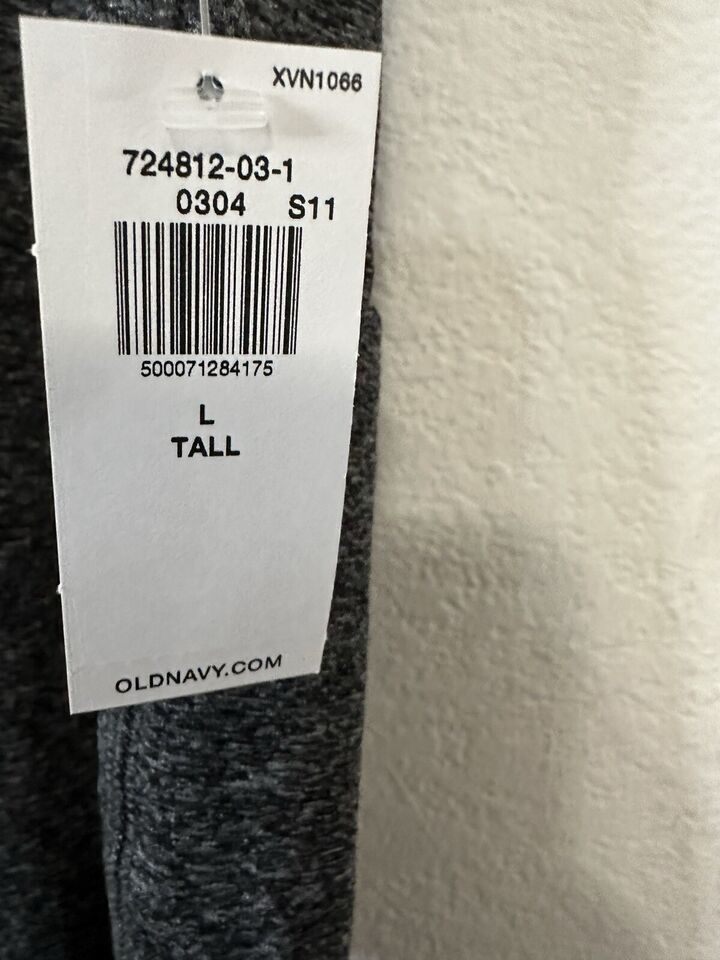 XVN1066
724812-03-1
0304 S11
500071284175
L
TALL
OLDNAVY.COM